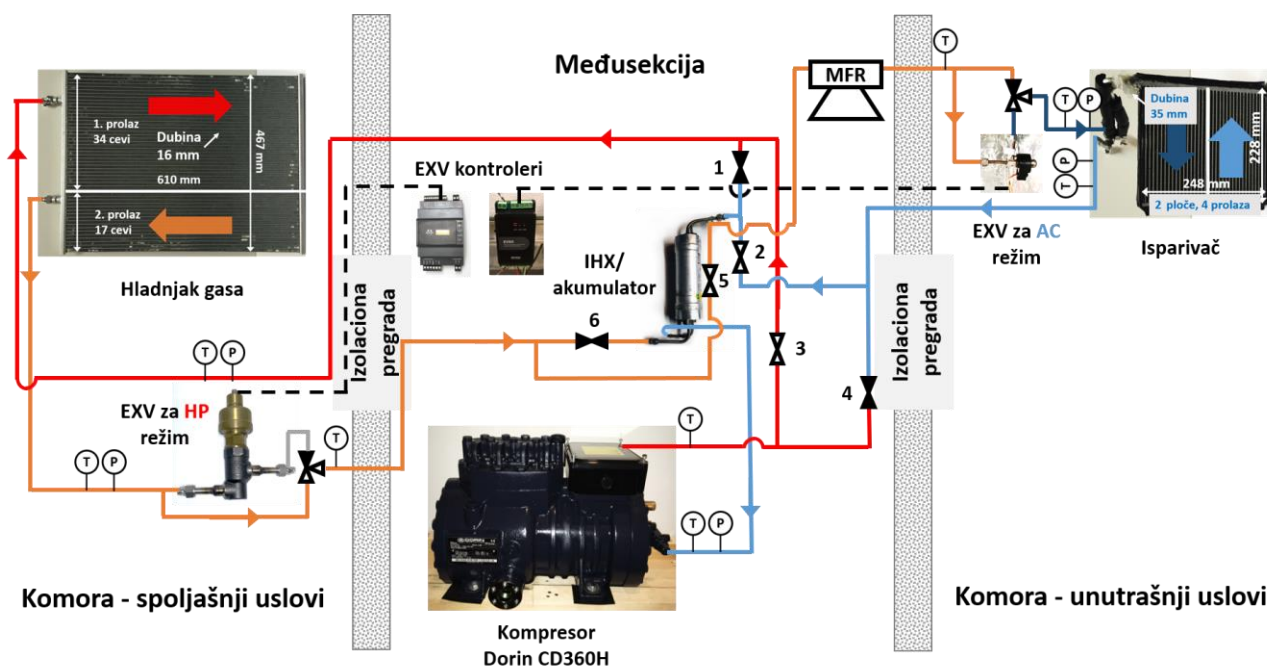 Međusekcija
MFR
T
1. prolaz
34 cevi
Dubina
16 mm
467 mm
610 mm
2. prolaz
17 cevi
Hladnjak gasa
Izolaciona
pregrada
EXV kontroleri
IHX/
akumulator
1
2
3
4
5
6
T
P
P
T
Dubina
35 mm
228 mm
248 mm
2 ploče, 4 prolaza
EXV za AC
režim
Isparivač
Izolaciona
pregrada
T
P
EXV za HP
režim
T
T
P
T
T
P
Komora - spoljašnji uslovi
Kompresor
Dorin CD360H
Komora - unutrašnji uslovi